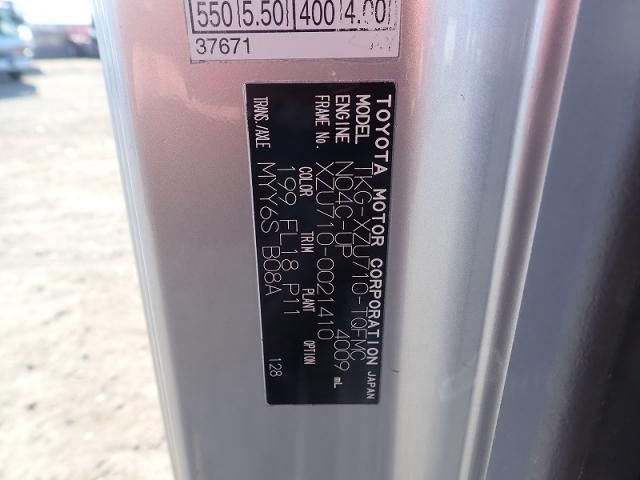 550 5.50 400 4.00
37671
TOYOTA MOTOR CORPORATION JAPAN
MODEL TKG-XZU710-TQFMC
ENGINE N04C-UP 4009 mL
FRAME No. XZU710-0021410
COLOR TRIM PLANT OPTION
199 FL18 P11
TRANS./AXLE MYY6S B08A 128